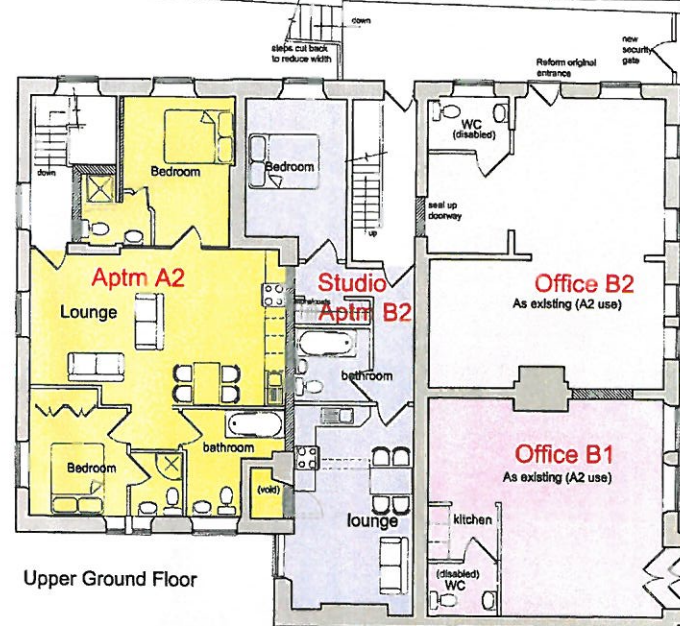 down
steps cut back
to reduce width
new
security
gate
Reform original
entrance
WC
(disabled)
Bedroom
Bedroom
down
seal up
doorway
up
Aptm A2
Studio
Aptm B2
Office B2
As existing (A2 use)
Lounge
bathroom
Office B1
As existing (A2 use)
bathroom
Bedroom
(void)
lounge
kitchen
(disabled)
WC
Upper Ground Floor